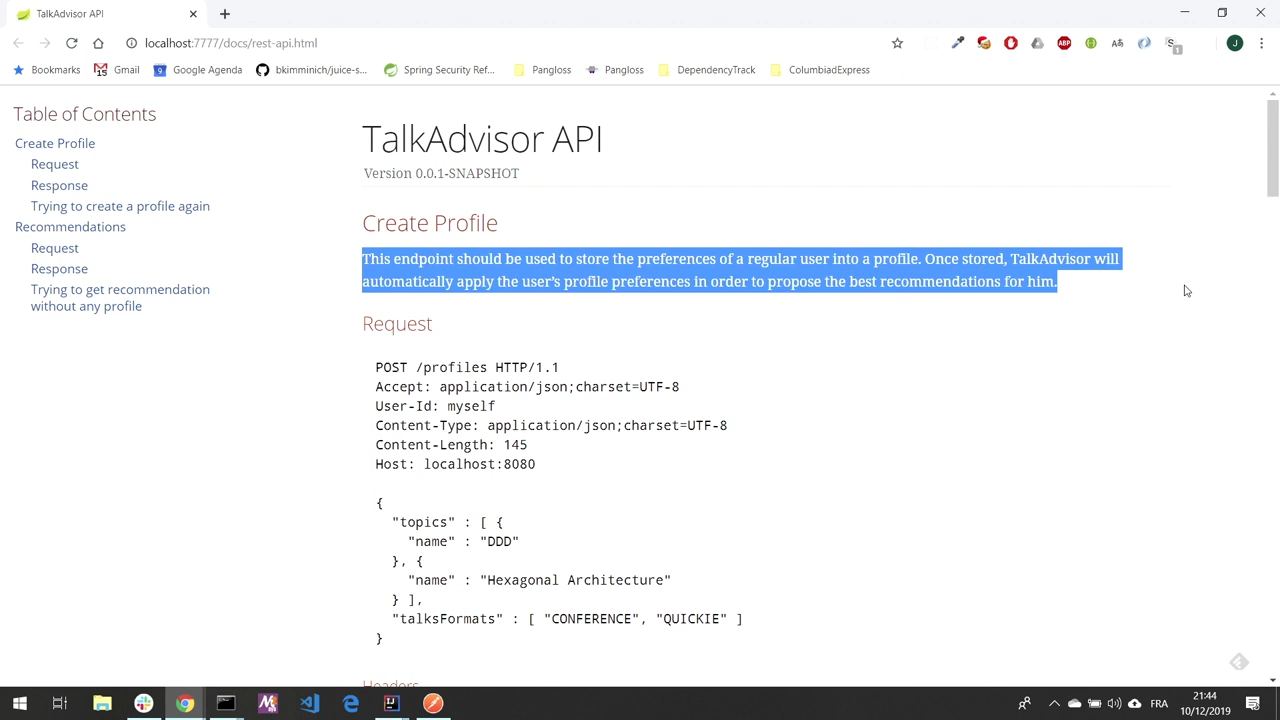 TalkAdvisor API
localhost:7777/docs/rest-api.html
ABP
1
J
Bookmarks
15
Gmail
9
Google Agenda
bkimminich/juice-s...
Spring Security Ref...
Pangloss
Pangloss
DependencyTrack
ColumbiadExpress
Table of Contents
Create Profile
Request
Response
Trying to create a profile again
Recommendations
Request
Response
Trying to get recommendation
without any profile
TalkAdvisor API
Version 0.0.1-SNAPSHOT
Create Profile
This endpoint should be used to store the preferences of a regular user into a profile. Once stored, TalkAdvisor will
automatically apply the user’s profile preferences in order to propose the best recommendations for him.
Request
POST /profiles HTTP/1.1
Accept: application/json;charset=UTF-8
User-Id: myself
Content-Type: application/json;charset=UTF-8
Content-Length: 145
Host: localhost:8080
{
"topics" : [ {
"name" : "DDD"
}, {
"name" : "Hexagonal Architecture"
} ],
"talksFormats" : [ "CONFERENCE", "QUICKIE" ]
}
Headers
FRA
21:44
10/12/2019